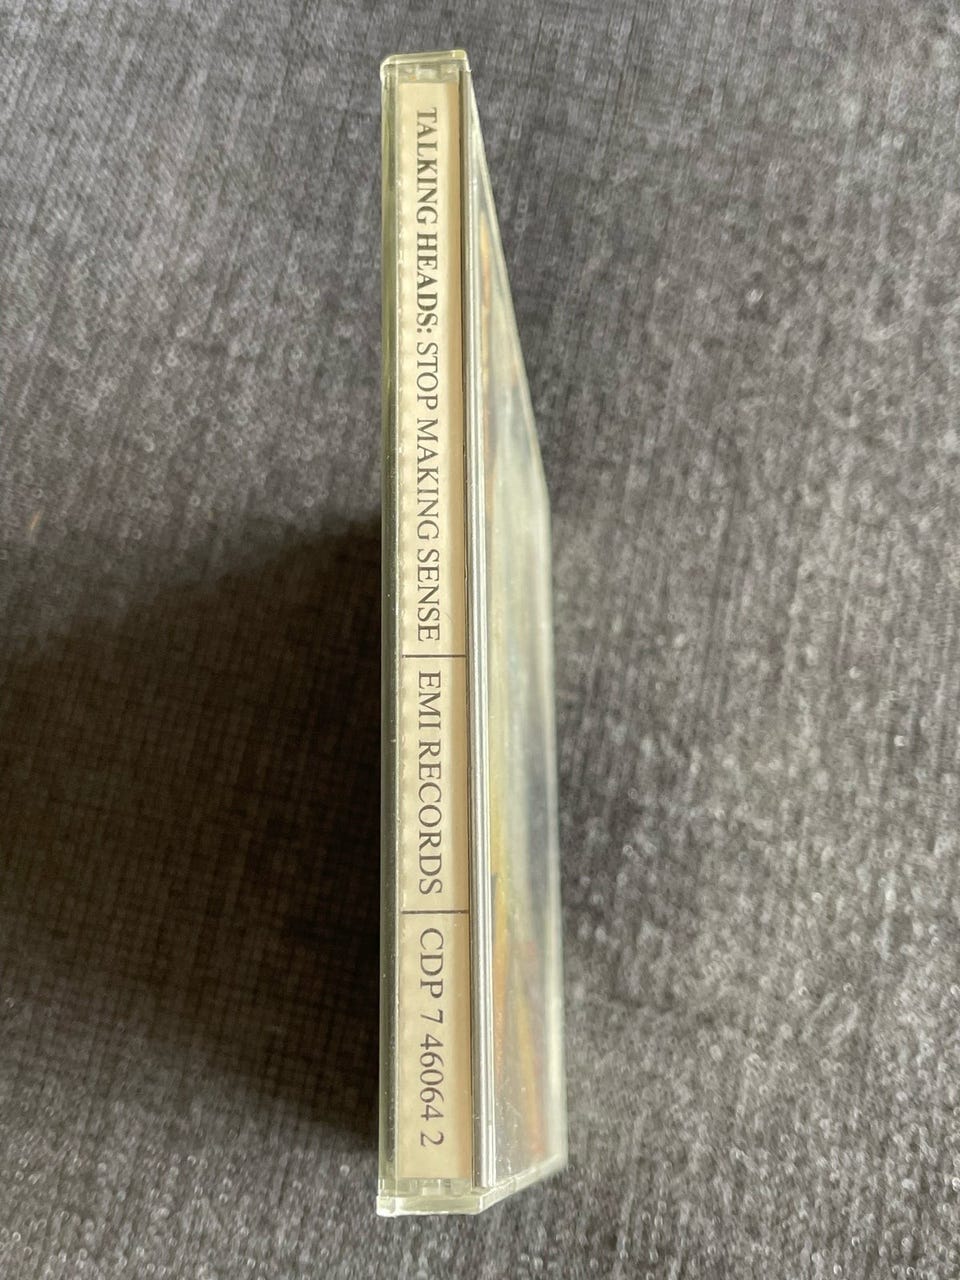 TALKING HEADS: STOP MAKING SENSE | EMI RECORDS | CDP 7 46064 2